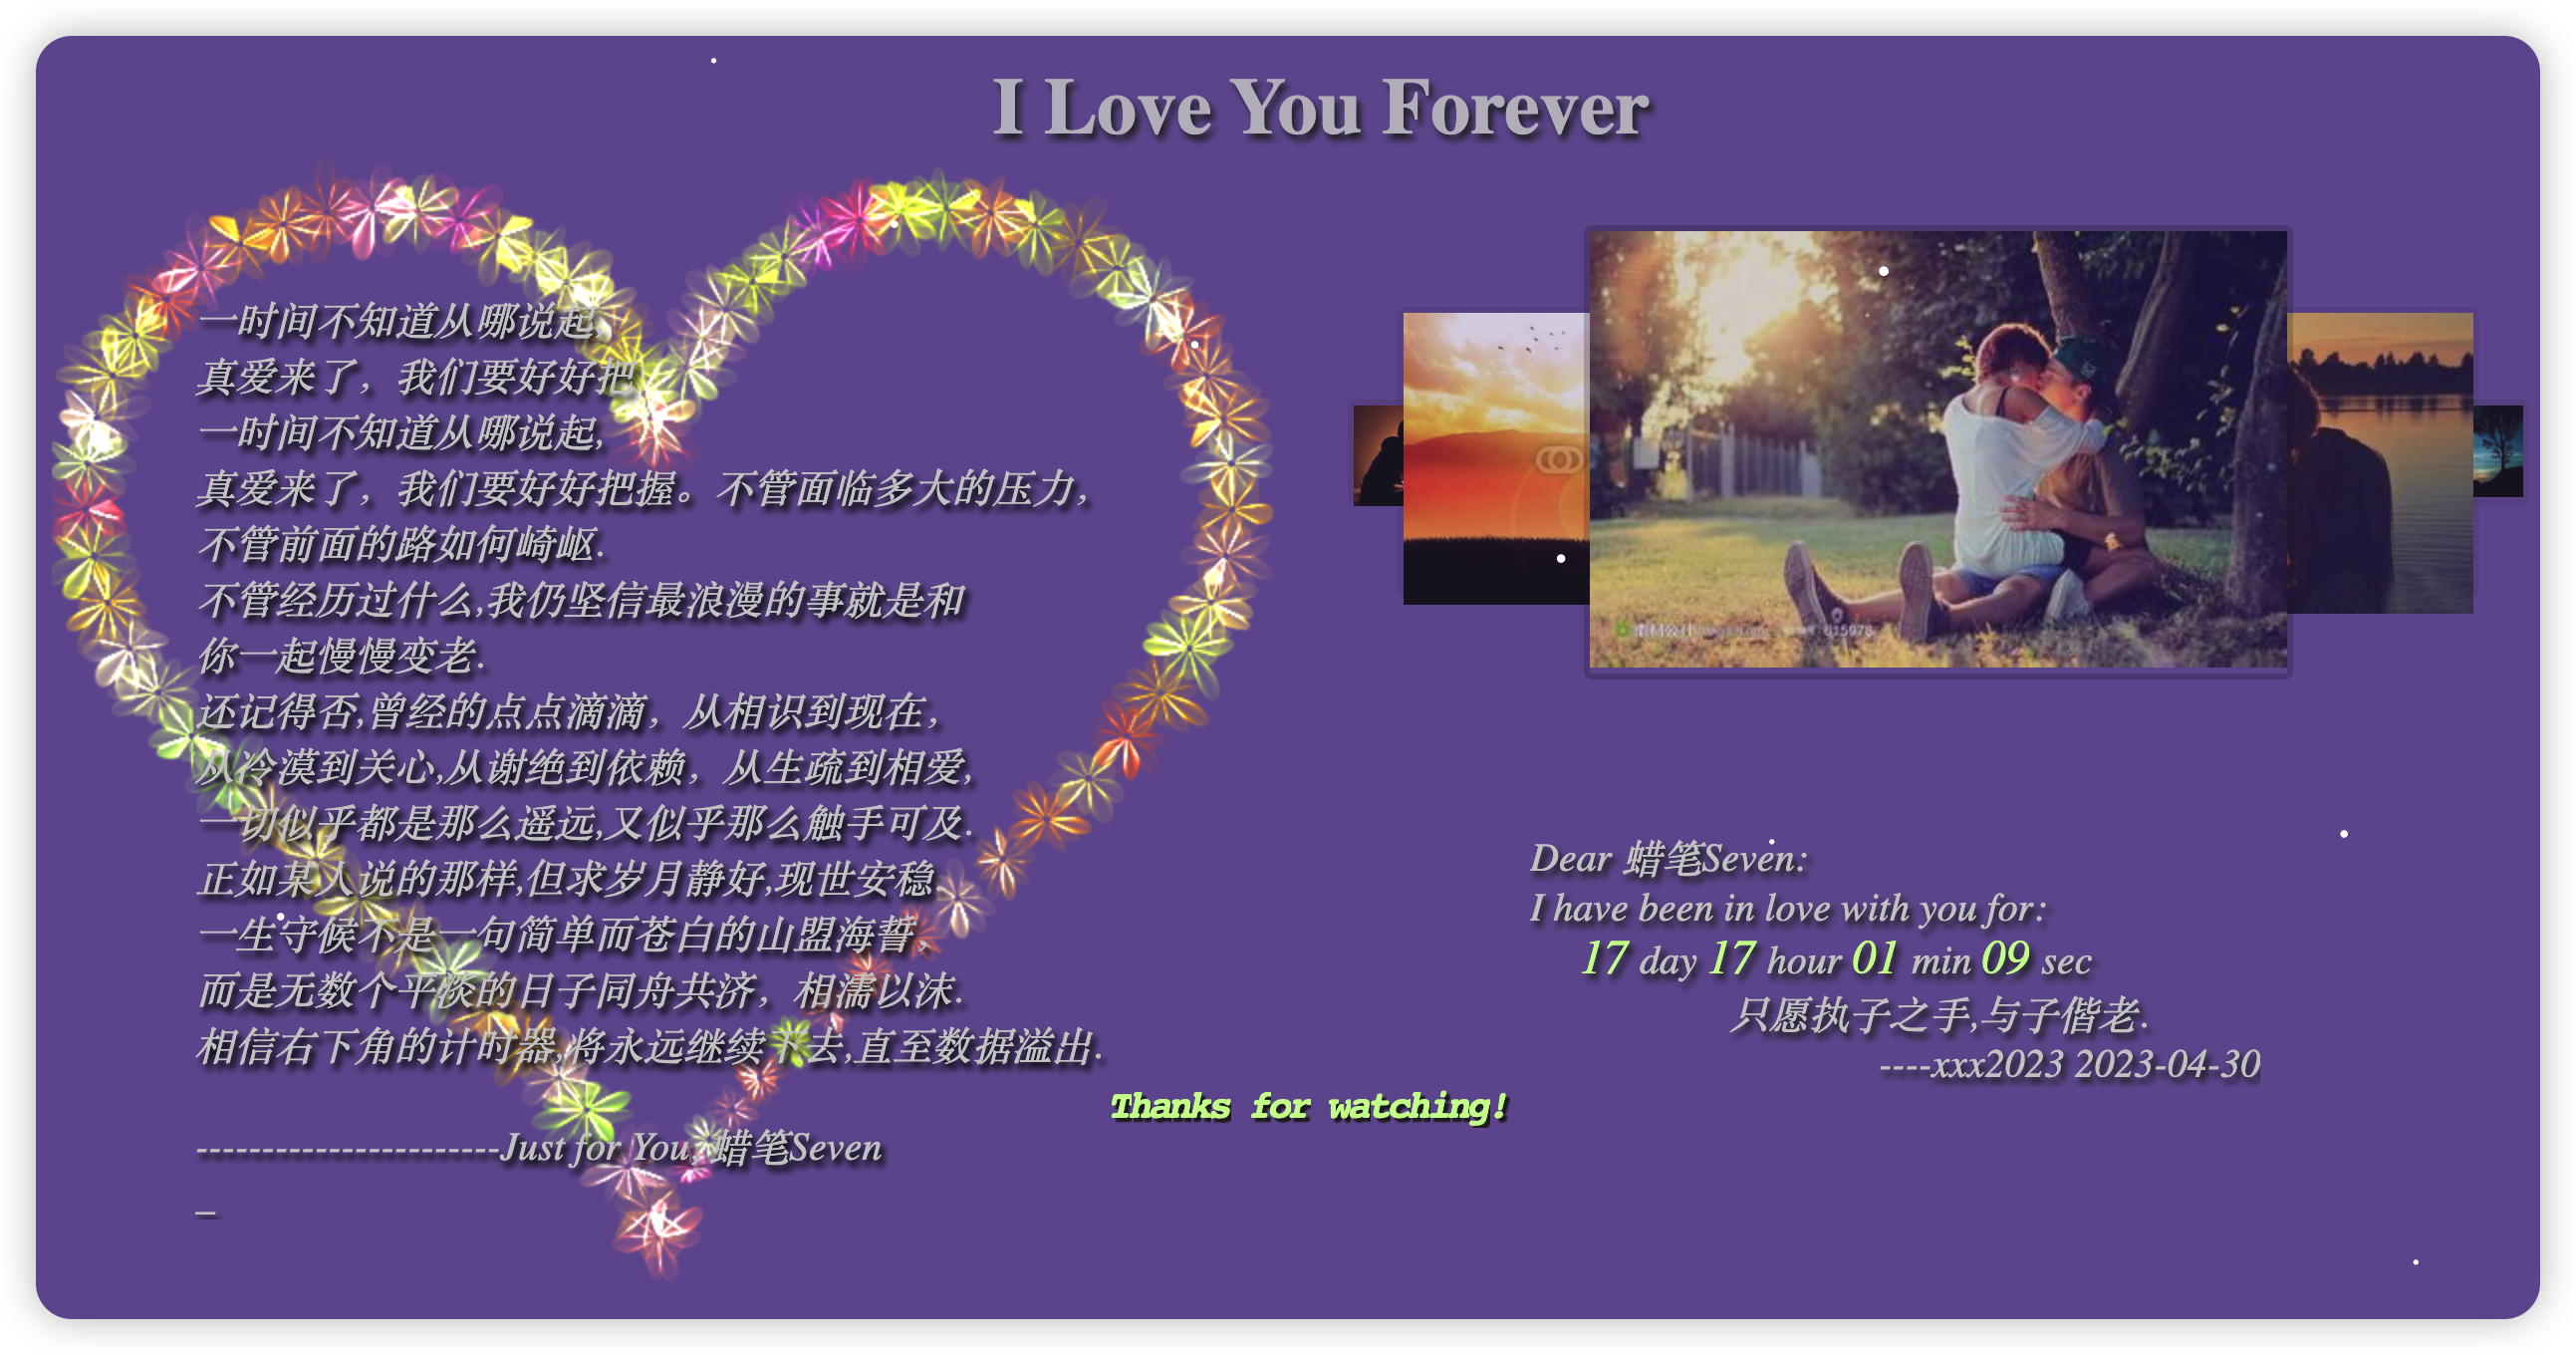 I Love You Forever
一时间不知道从哪说起,
真爱来了，我们要好好把
一时间不知道从哪说起,
真爱来了，我们要好好把握。不管面临多大的压力，
不管前面的路如何崎岖.
不管经历过什么,我仍坚信最浪漫的事就是和
你一起慢慢变老.
还记得否,曾经的点点滴滴，从相识到现在，
从冷漠到关心,从谢绝到依赖，从生疏到相爱,
一切似乎都是那么遥远,又似乎那么触手可及.
正如某人说的那样,但求岁月静好,现世安稳.
一生守候不是一句简单而苍白的山盟海誓,
而是无数个平淡的日子同舟共济，相濡以沫.
相信右下角的计时器,将永远继续下去,直至数据溢出.
-----------------------Just for You, 蜡笔Seven
_
Dear 蜡笔Seven:
I have been in love with you for:
17 day 17 hour 01 min 09 sec
只愿执子之手,与子偕老.
----xxx2023 2023-04-30
Thanks for watching!